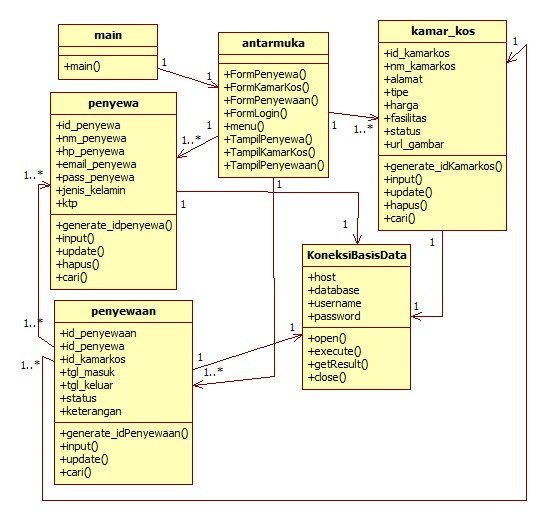 main
+main()
1
1
antarmuka
+FormPenyewa()
+FormKamarKos()
+FormPenyewaan()
+FormLogin()
+menu()
+TampilPenyewa()
+TampilKamarKos()
+TampilPenyewaan()
1
1..*
1
1..*
1
1..*
kamar_kos
+id_kamarkos
+nm_kamarkos
+alamat
+tipe
+harga
+fasilitas
+status
+url_gambar
+generate_idKamarkos()
+input()
+update()
+hapus()
+cari()
1
1
1
penyewa
+id_penyewa
+nm_penyewa
+hp_penyewa
+email_penyewa
+pass_penyewa
+jenis_kelamin
+ktp
+generate_idpenyewa()
+input()
+update()
+hapus()
+cari()
1..*
1
1
KoneksiBasisData
+host
+database
+username
+password
+open()
+execute()
+getResult()
+close()
penyewaan
+id_penyewaan
+id_penyewa
+id_kamarkos
+tgl_masuk
+tgl_keluar
+status
+keterangan
+generate_idPenyewaan()
+input()
+update()
+cari()
1..*
1..*
1
1